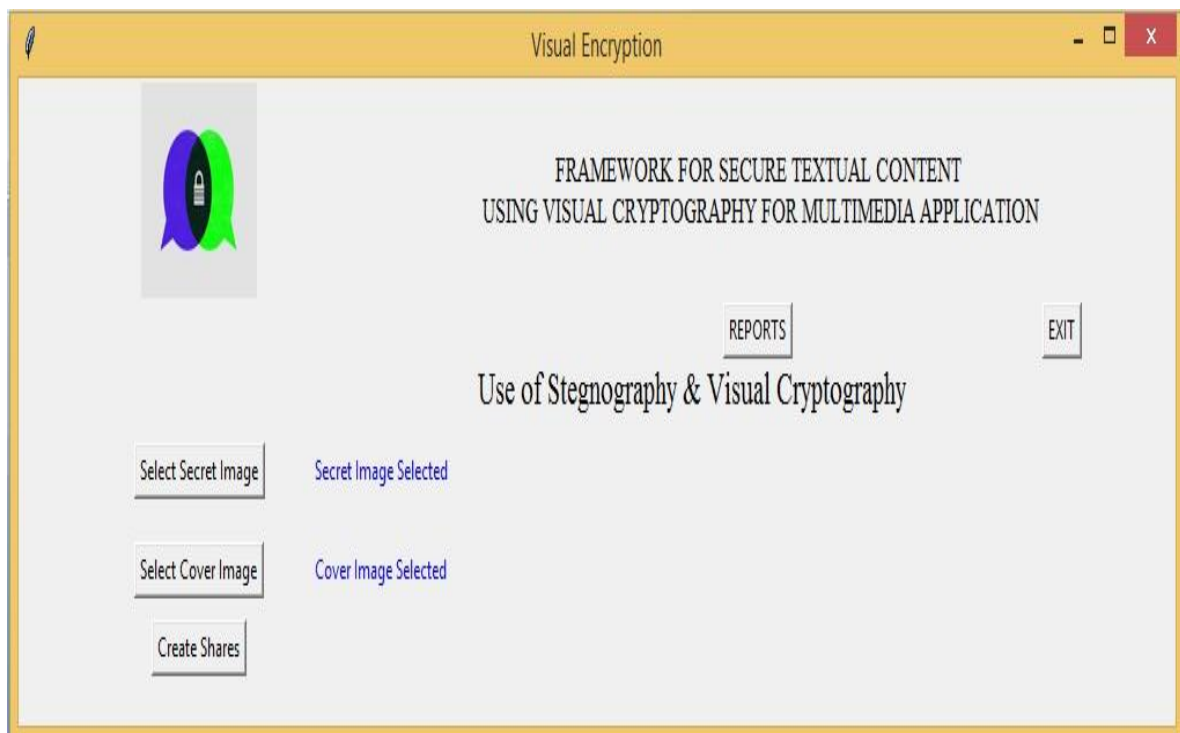 Visual Encryption
FRAMEWORK FOR SECURE TEXTUAL CONTENT
USING VISUAL CRYPTOGRAPHY FOR MULTIMEDIA APPLICATION
REPORTS EXIT
Use of Stegnography & Visual Cryptography
Select Secret Image Secret Image Selected
Select Cover Image Cover Image Selected
Create Shares